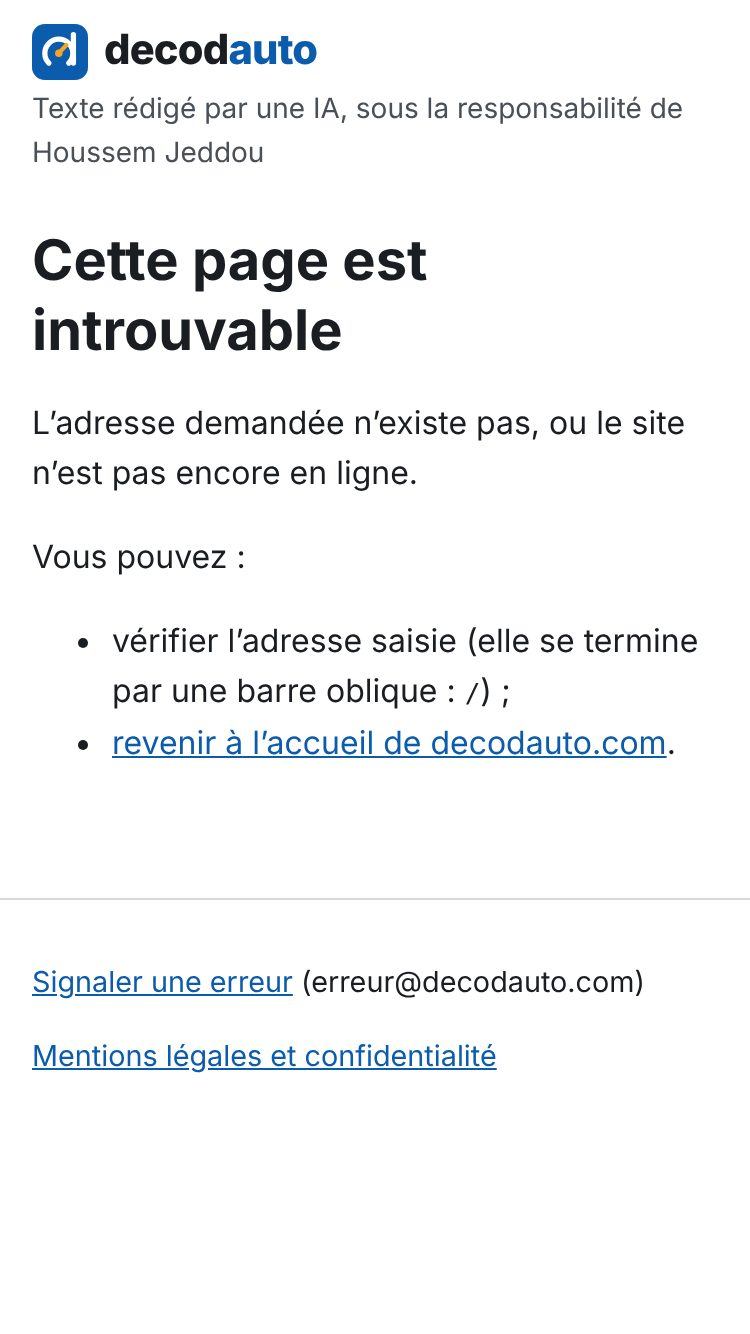 decodauto
Texte rédigé par une IA, sous la responsabilité de
Houssem Jeddou
Cette page est
introuvable
L’adresse demandée n’existe pas, ou le site
n’est pas encore en ligne.
Vous pouvez :
• vérifier l’adresse saisie (elle se termine
par une barre oblique : /) ;
• revenir à l’accueil de decodauto.com.
Signaler une erreur (erreur@decodauto.com)
Mentions légales et confidentialité